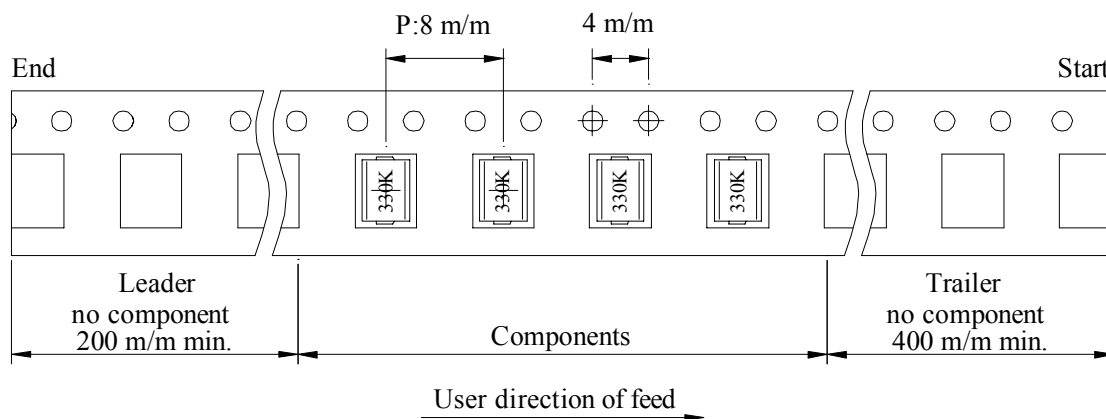 P:8 m/m
4 m/m
End
Start
330K
330K
330K
330K
Leader
no component
200 m/m min.
Components
Trailer
no component
400 m/m min.
User direction of feed